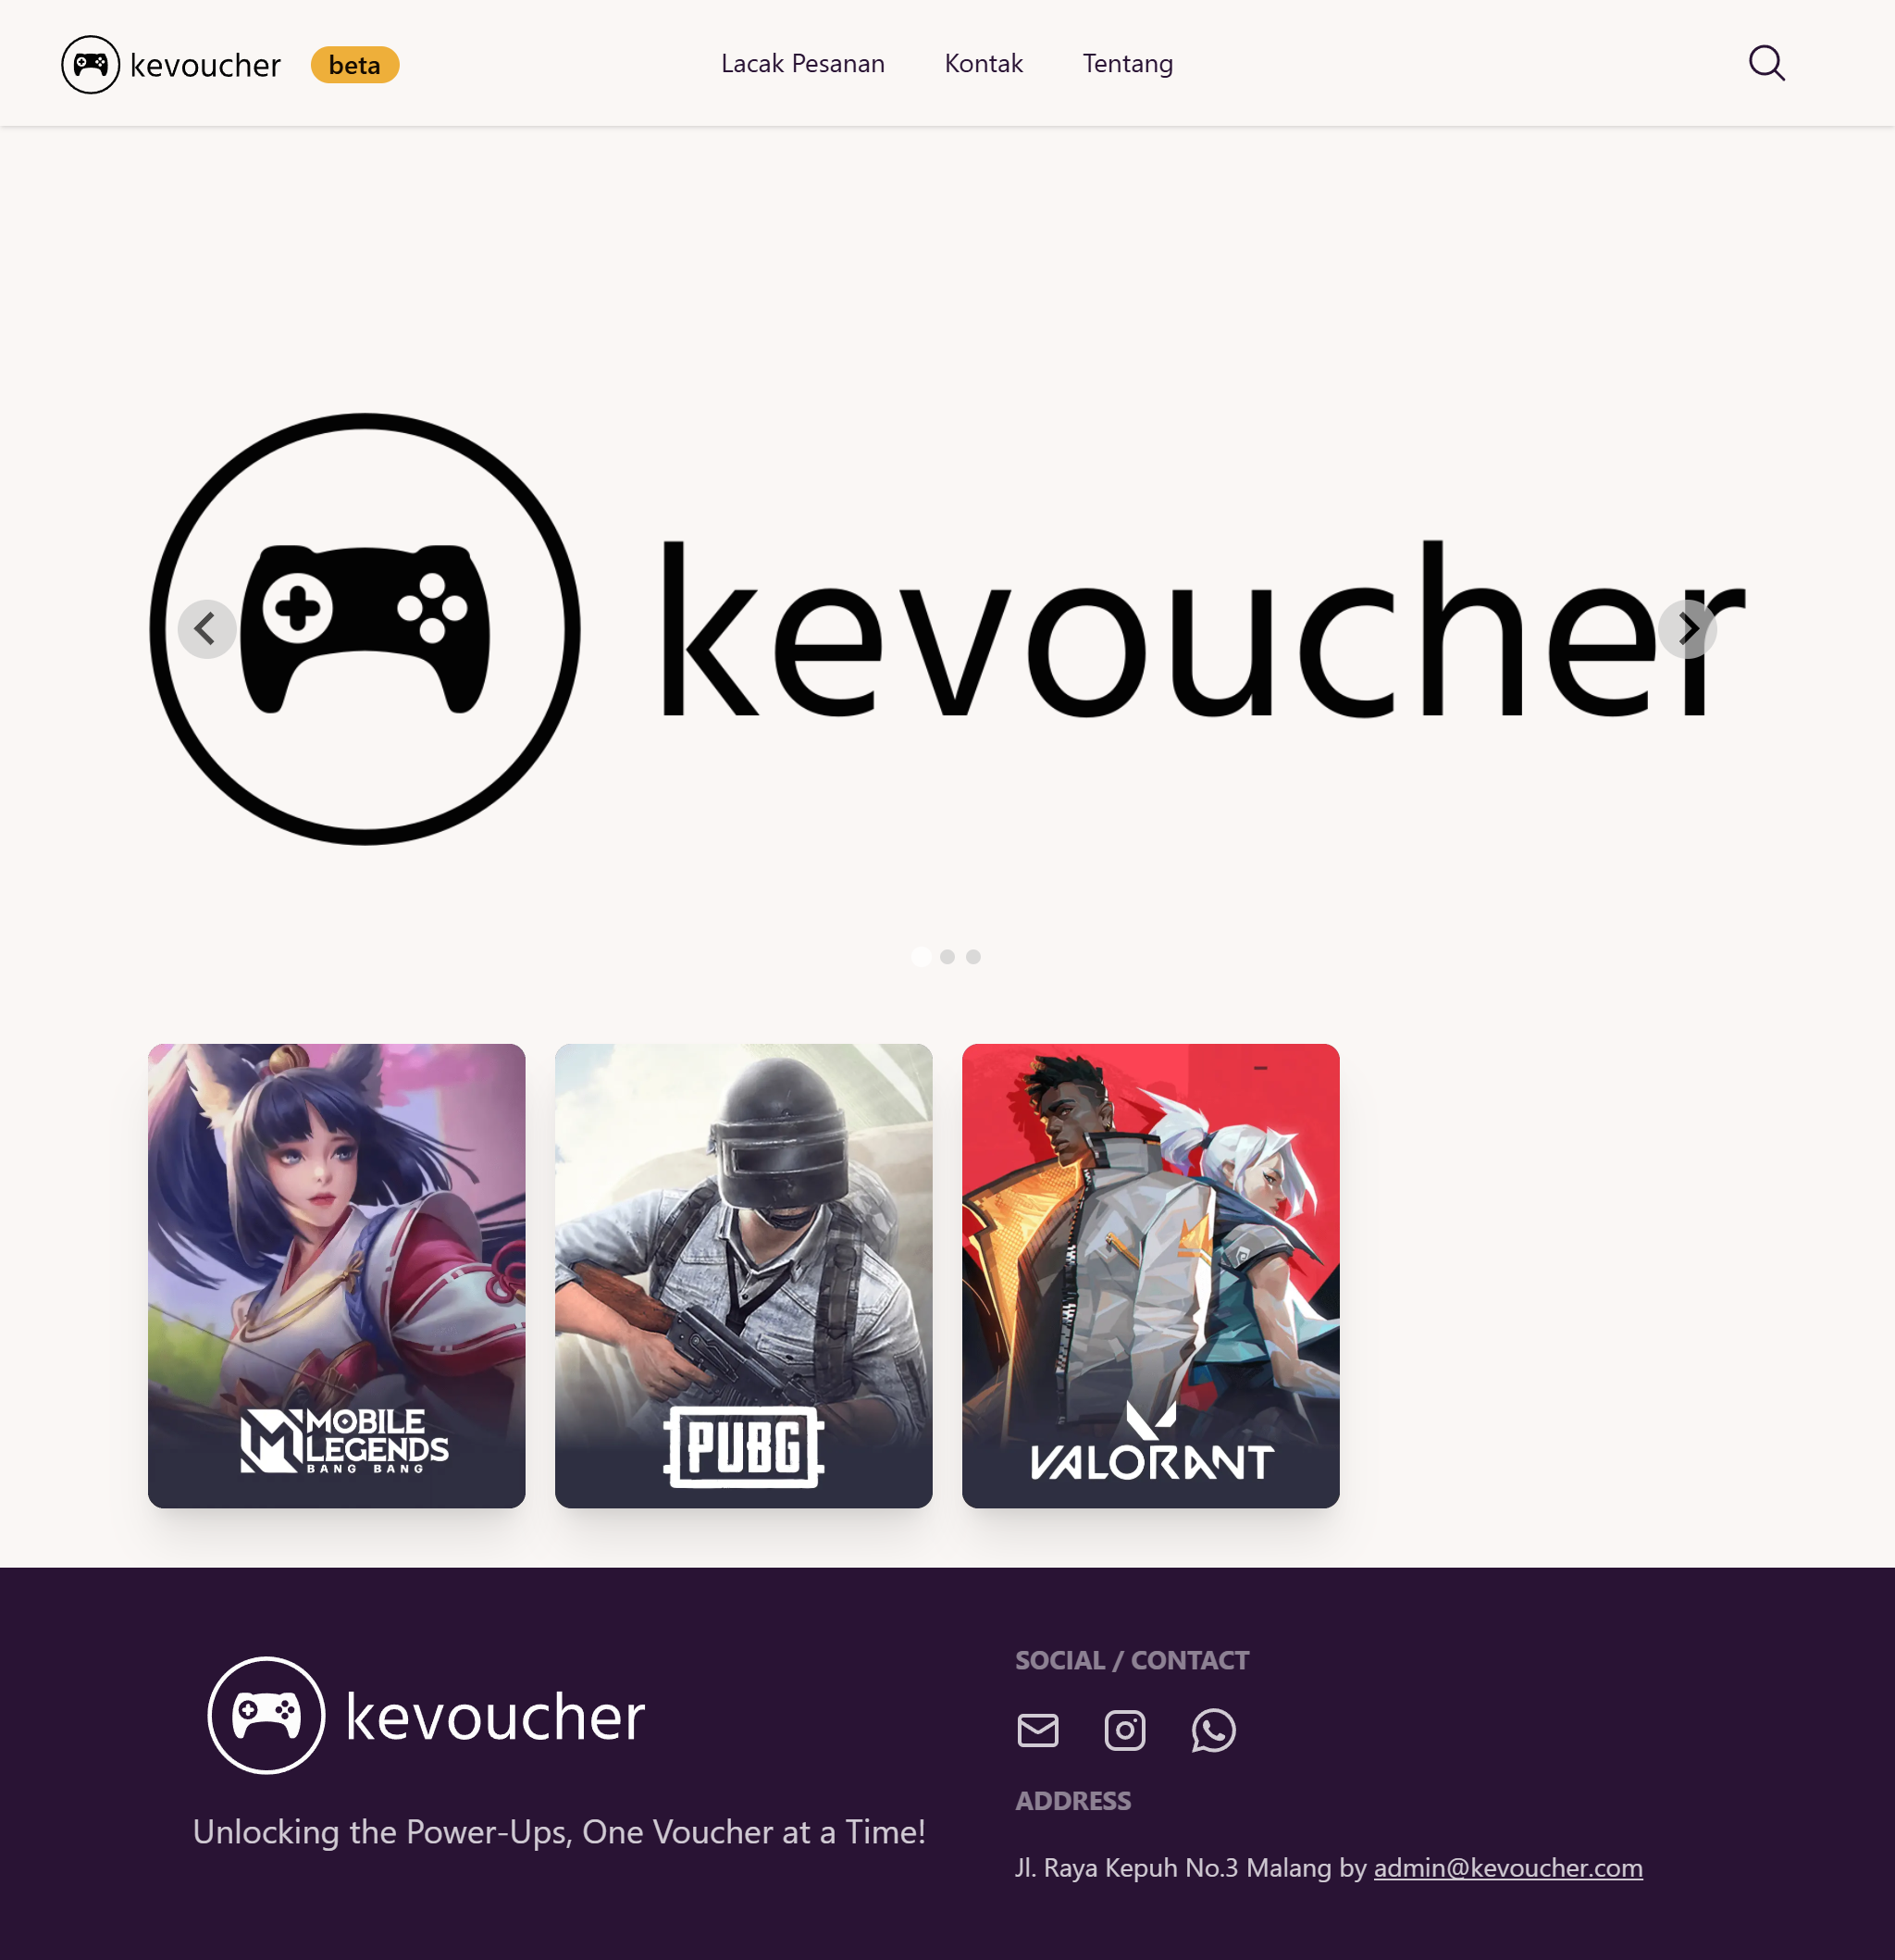 kevoucher beta
Lacak Pesanan Kontak Tentang
kevoucher
MOBILE
LEGENDS
BANG BANG
PUBG
VALORANT
kevoucher
Unlocking the Power-Ups, One Voucher at a Time!
SOCIAL / CONTACT
ADDRESS
Jl. Raya Kepuh No.3 Malang by admin@kevoucher.com